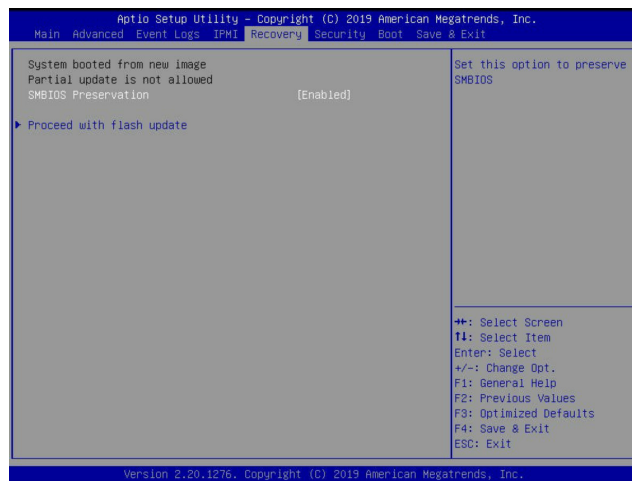 Aptio Setup Utility – Copyright (C) 2019 American Megatrends, Inc.
Main Advanced Event Logs IPMI Recovery Security Boot Save & Exit
System booted from new image
Partial update is not allowed
SMBIOS Preservation [Enabled]
Proceed with flash update
Set this option to preserve
SMBIOS
→←: Select Screen
↑↓: Select Item
Enter: Select
+/-: Change Opt.
F1: General Help
F2: Previous Values
F3: Optimized Defaults
F4: Save & Exit
ESC: Exit
Version 2.20.1276. Copyright (C) 2019 American Megatrends, Inc.